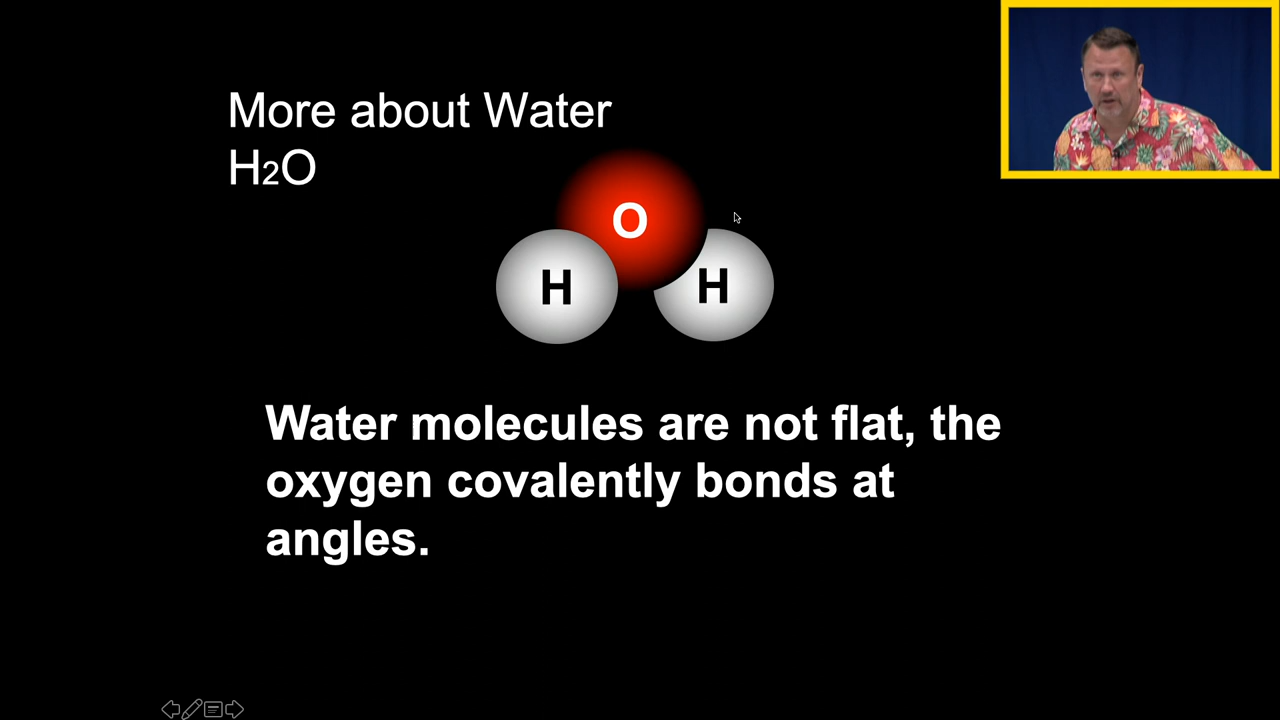 More about Water
H2O
O
H
H
Water molecules are not flat, the
oxygen covalently bonds at
angles.